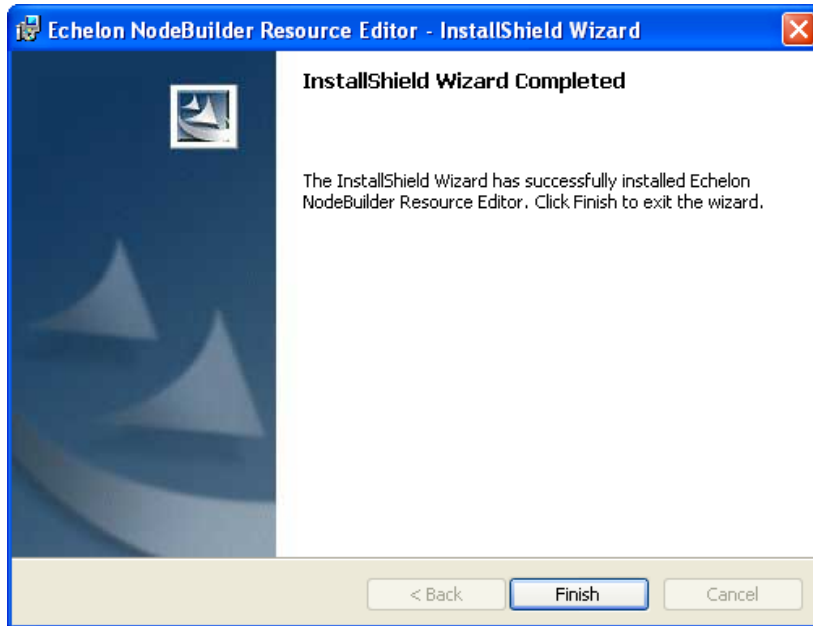 Echelon NodeBuilder Resource Editor - InstallShield Wizard
InstallShield Wizard Completed
The InstallShield Wizard has successfully installed Echelon
NodeBuilder Resource Editor. Click Finish to exit the wizard.
< Back
Finish
Cancel